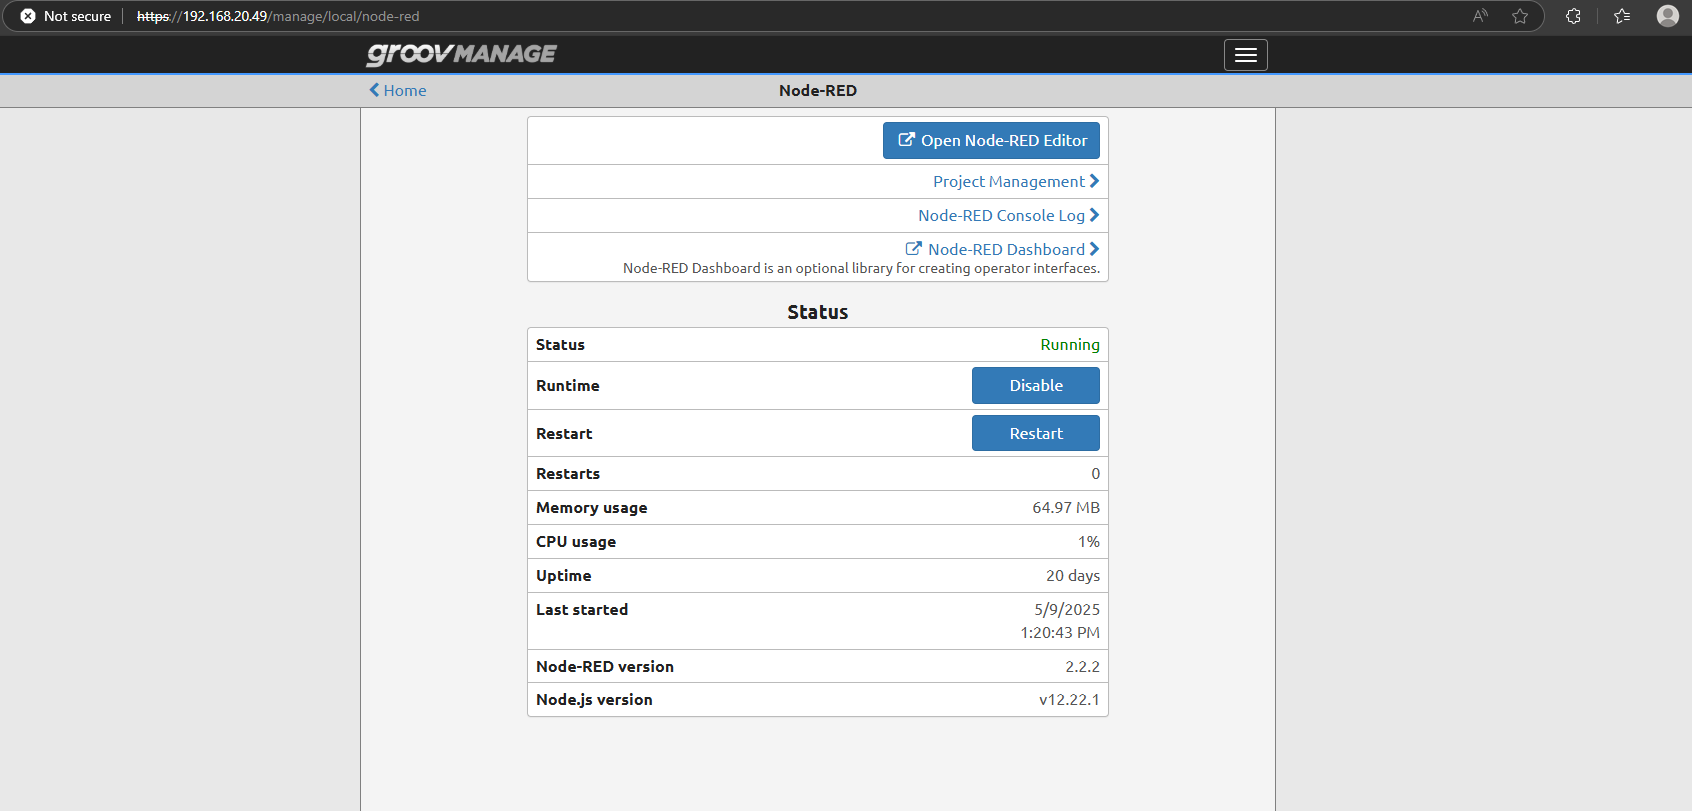 Not secure
https://192.168.20.49/manage/local/node-red
groov MANAGE
Home
Node-RED
Open Node-RED Editor
Project Management
Node-RED Console Log
Node-RED Dashboard
Node-RED Dashboard is an optional library for creating operator interfaces.
Status
Status Running
Runtime Disable
Restart Restart
Restarts 0
Memory usage 64.97 MB
CPU usage 1%
Uptime 20 days
Last started 5/9/2025
1:20:43 PM
Node-RED version 2.2.2
Node.js version v12.22.1